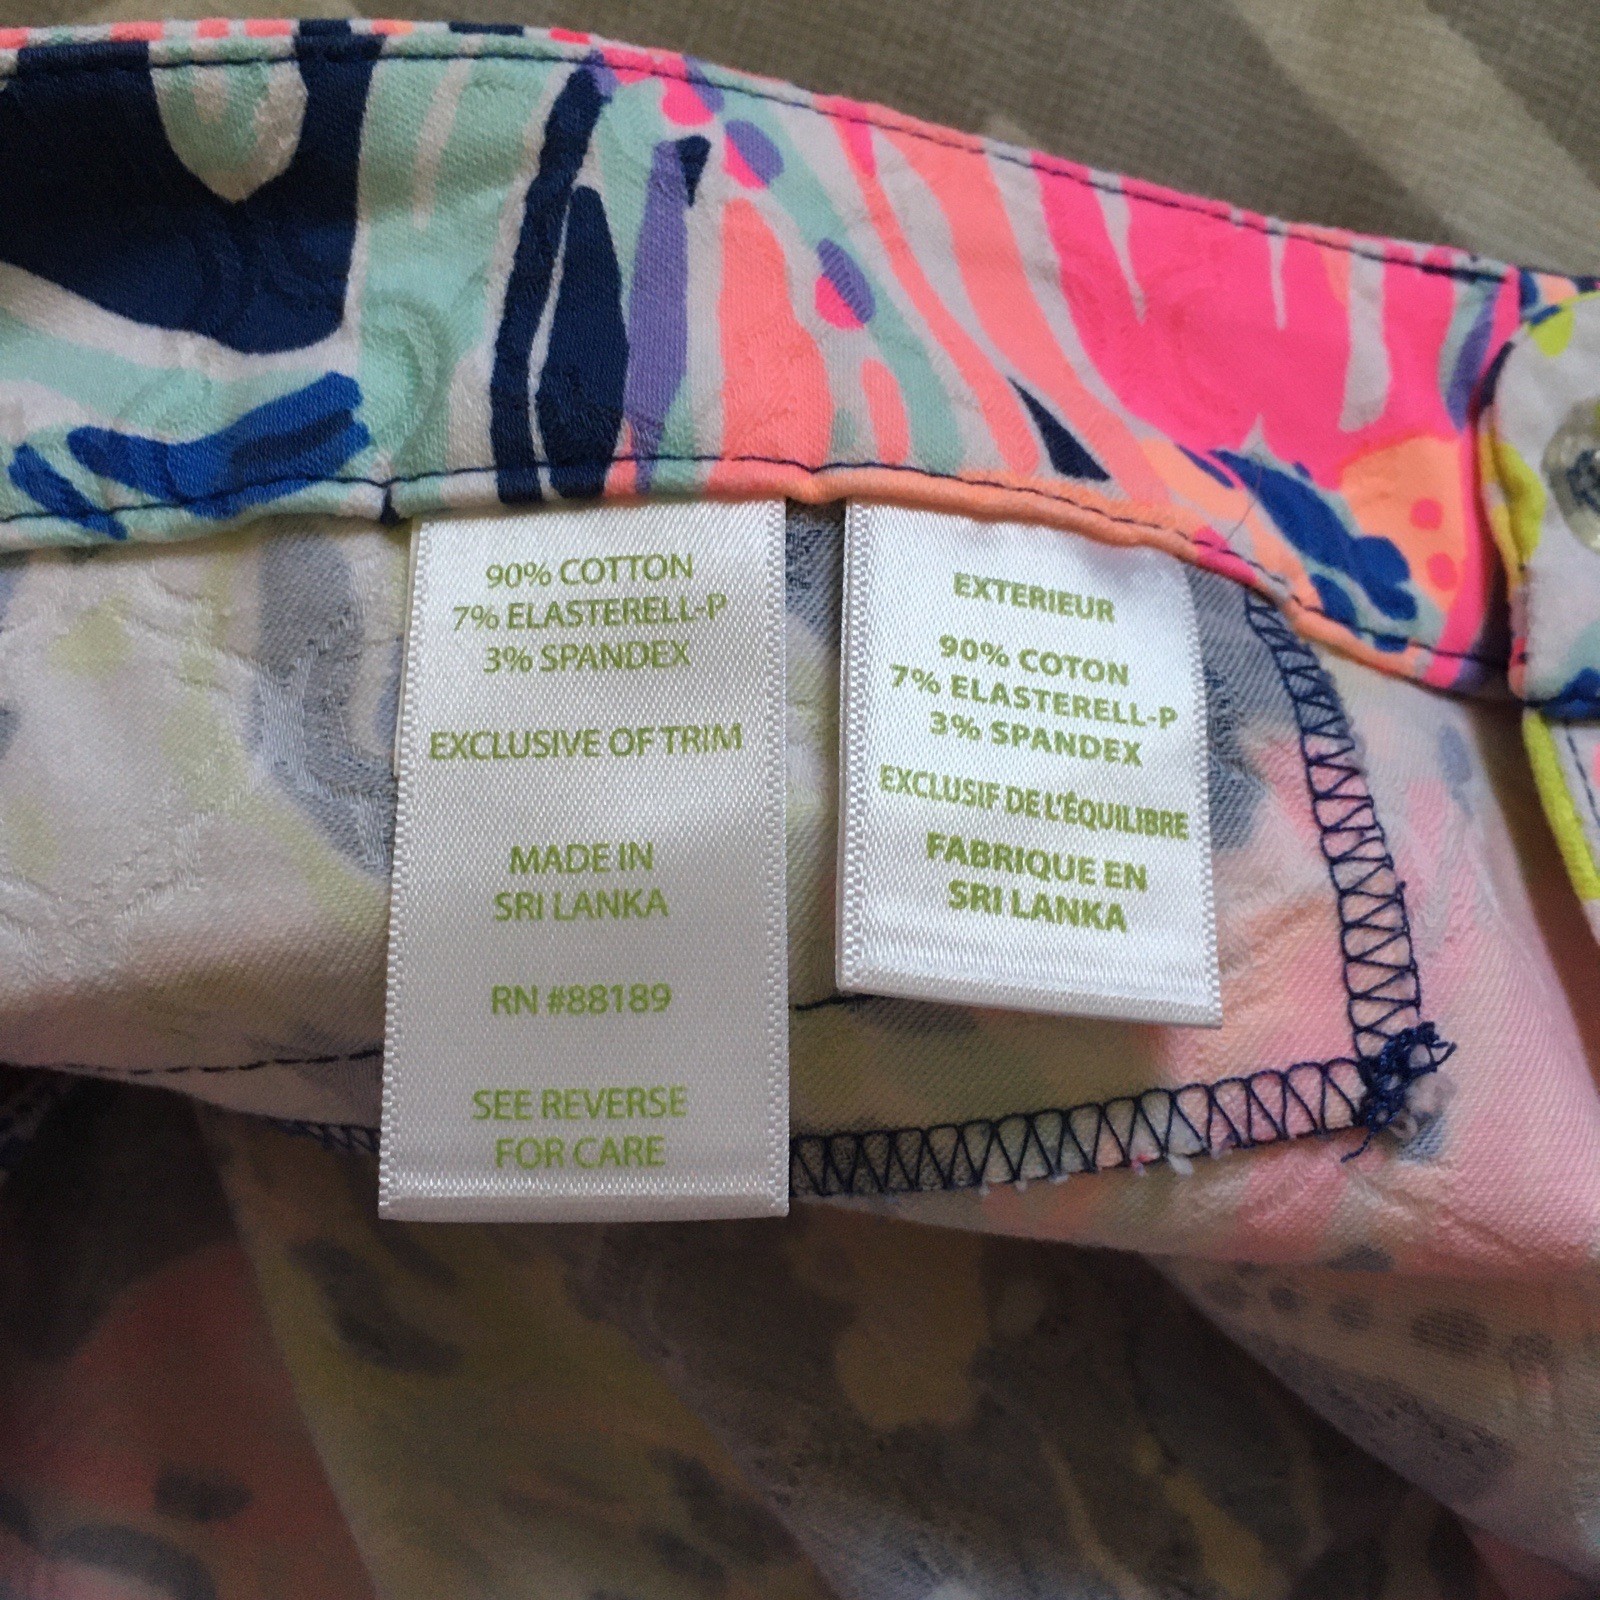 90% COTTON
7% ELASTERELL-P
3% SPANDEX
EXCLUSIVE OF TRIM
MADE IN
SRI LANKA
RN #88189
SEE REVERSE
FOR CARE
EXTERIEUR
90% COTON
7% ELASTERELL-P
3% SPANDEX
EXCLUSIF DE L'ÉQUILIBRE
FABRIQUE EN
SRI LANKA